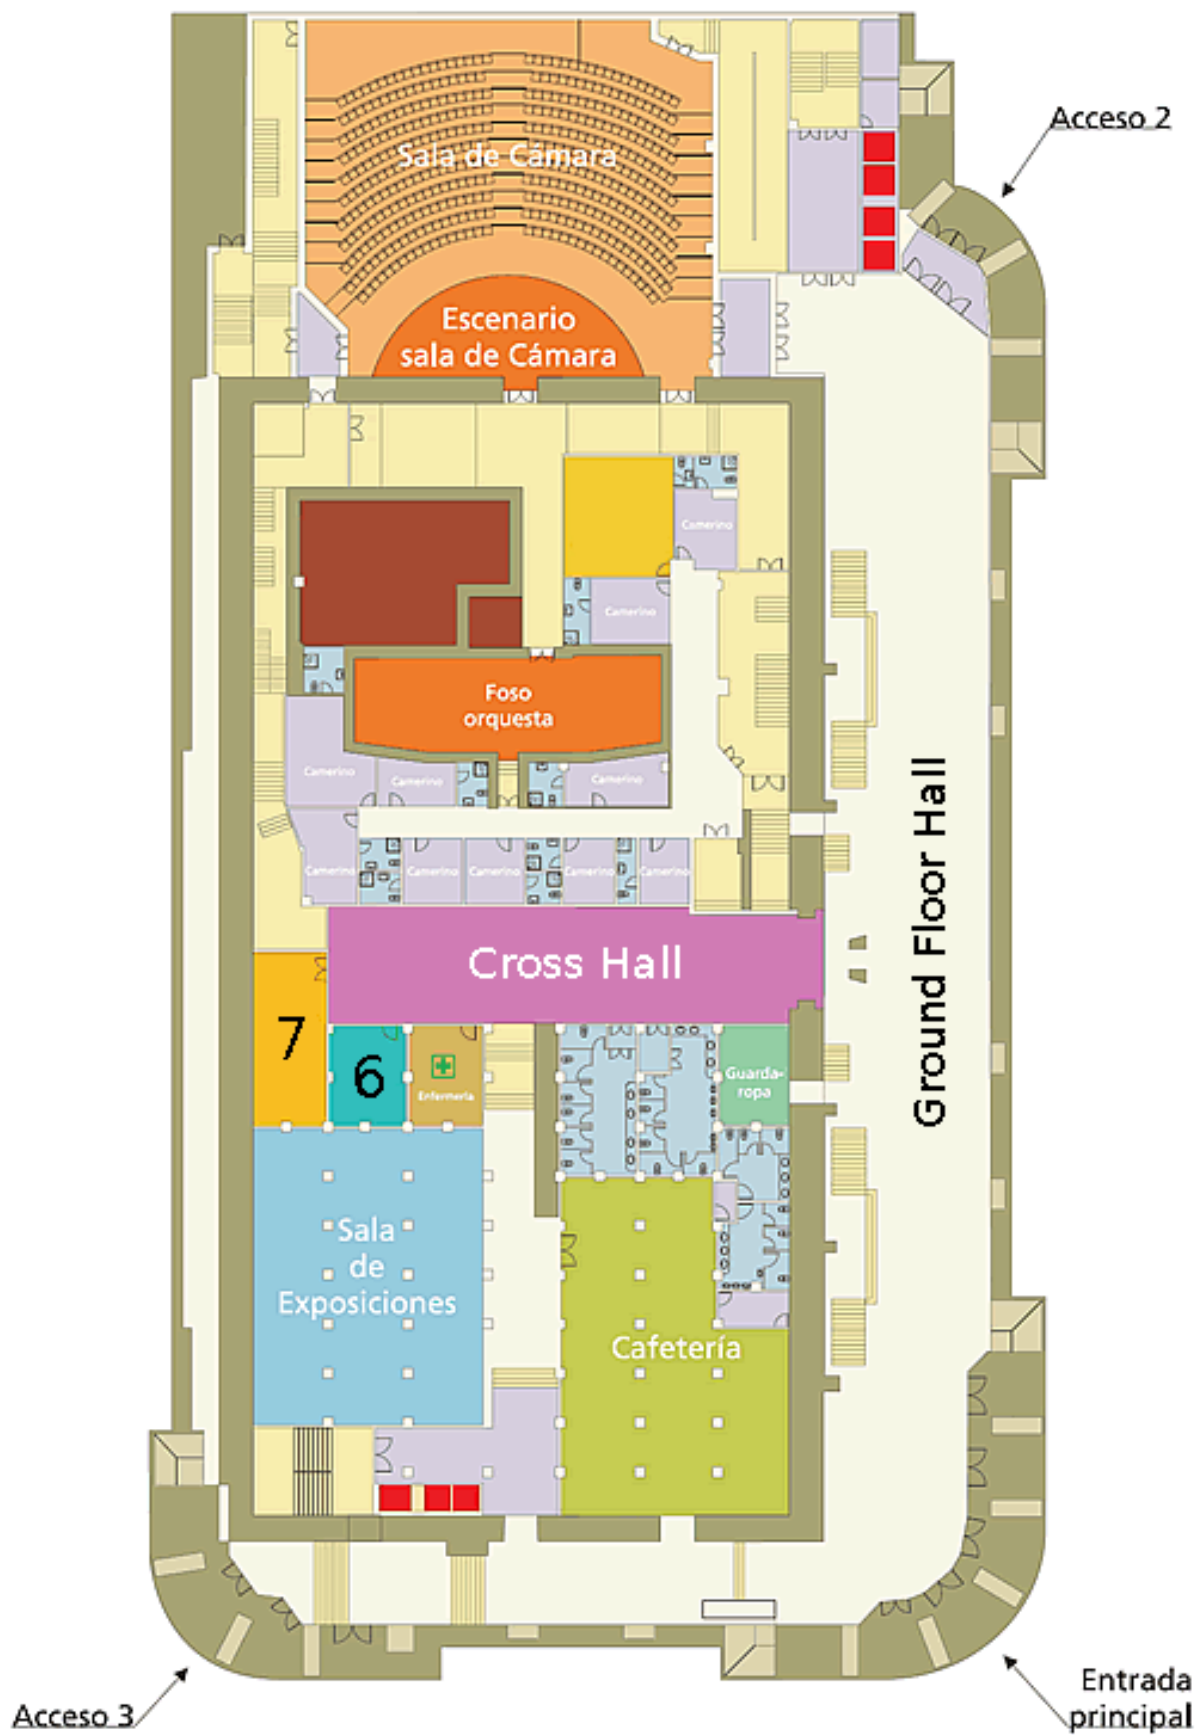 Acceso 2
Sala de Cámara
Escenario
sala de Cámara
Camerino
Camerino
Foso
orquesta
Camerino
Camerino
Camerino
Camerino
Camerino
Camerino
Camerino
Camerino
Ground Floor Hall
Cross Hall
7
6
Enfermería
Guarda-
ropa
Sala
de
Exposiciones
Cafetería
Acceso 3
Entrada
principal